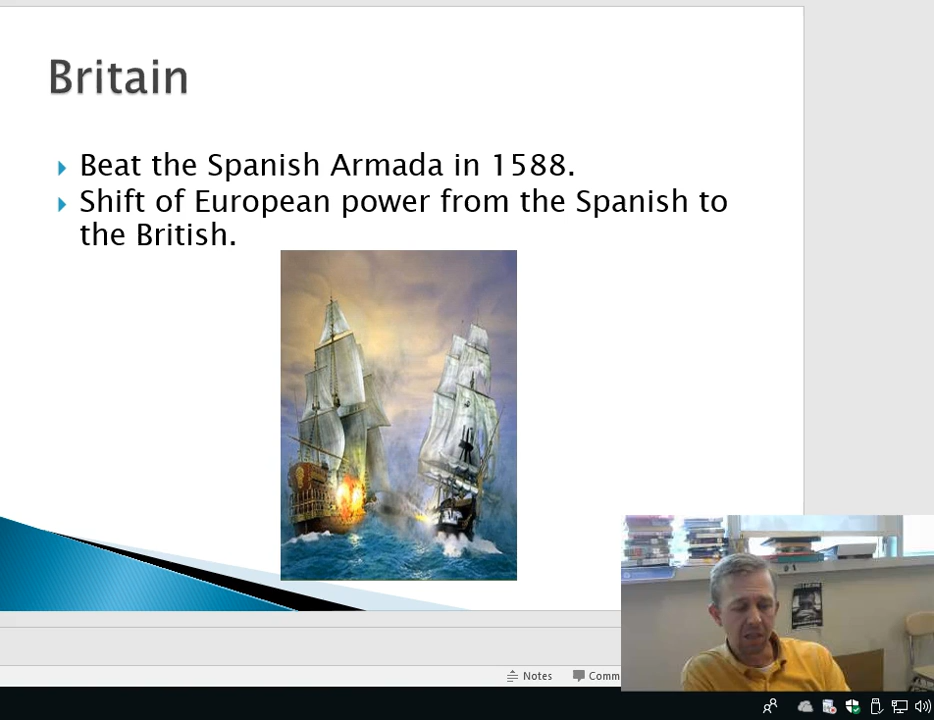 Britain
Beat the Spanish Armada in 1588.
Shift of European power from the Spanish to
the British.
Notes
Comm